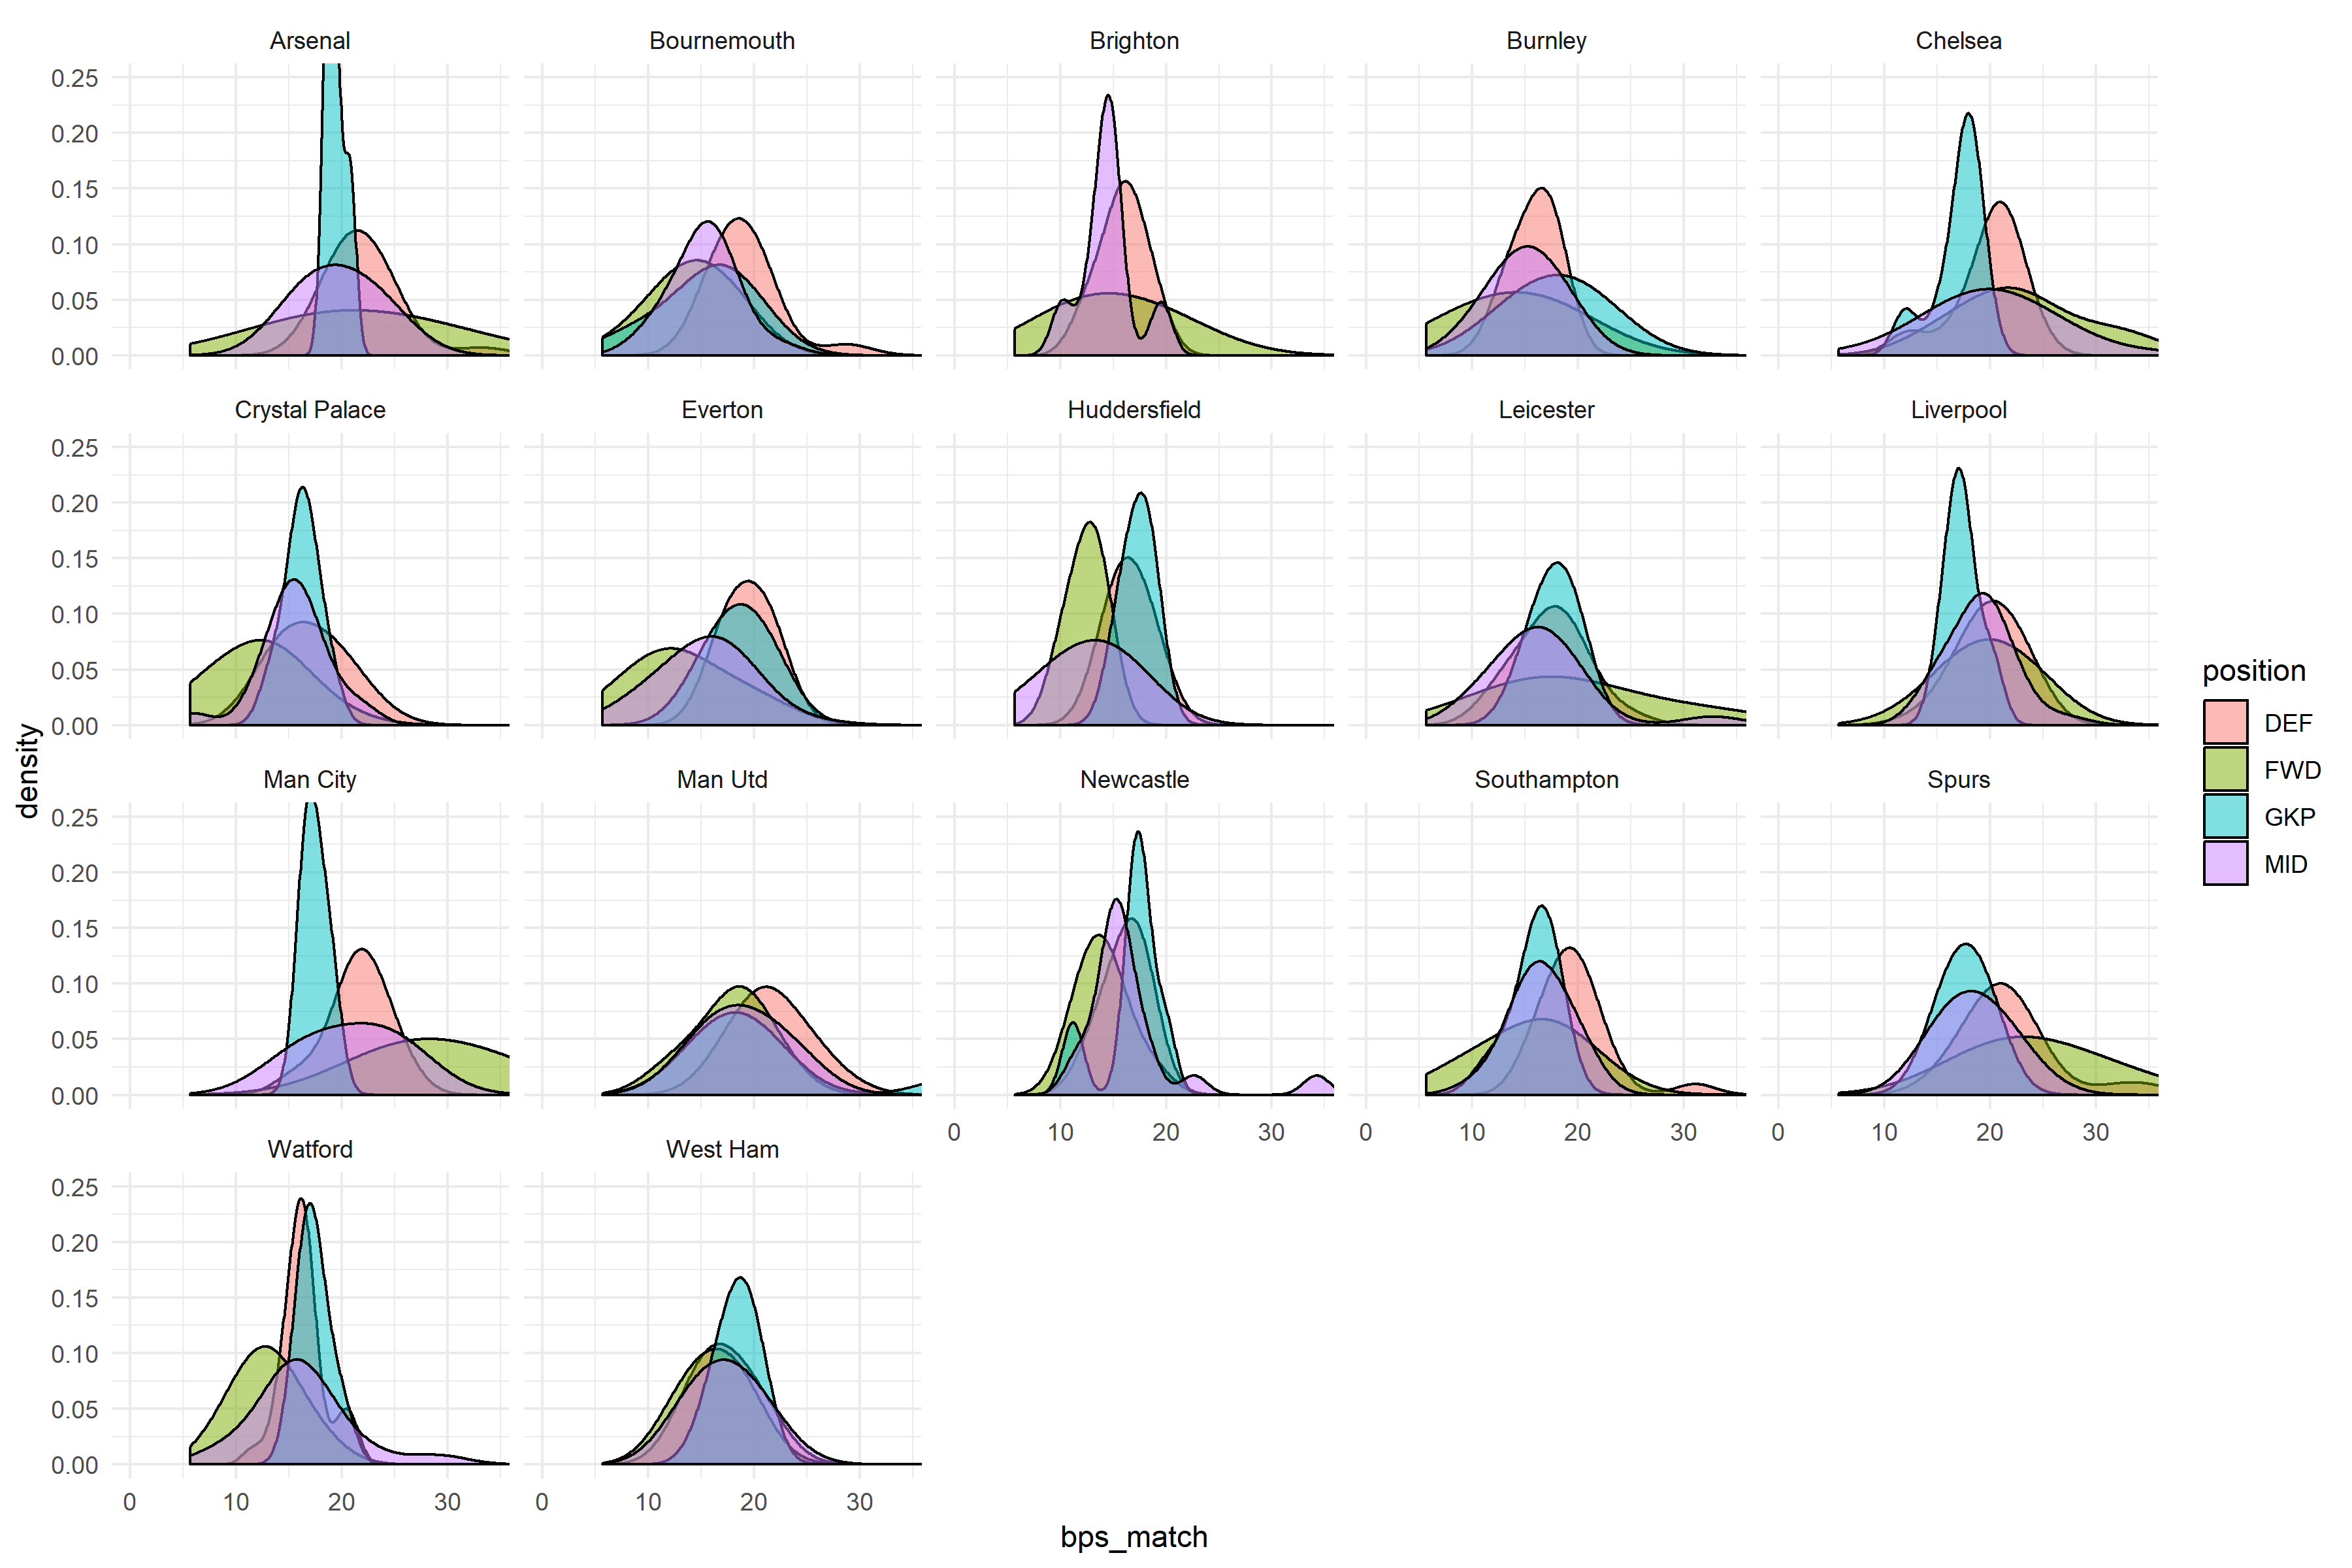 Arsenal Bournemouth Brighton Burnley Chelsea
0.25
0.20
0.15
0.10
0.05
0.00
Crystal Palace Everton Huddersfield Leicester Liverpool
0.25
0.20
0.15
0.10
0.05
0.00
Man City Man Utd Newcastle Southampton Spurs
0.25
0.20
0.15
0.10
0.05
0.00
0 10 20 30 0 10 20 30 0 10 20 30
Watford West Ham
0.25
0.20
0.15
0.10
0.05
0.00
0 10 20 30 0 10 20 30
bps_match
density
position
DEF
FWD
GKP
MID